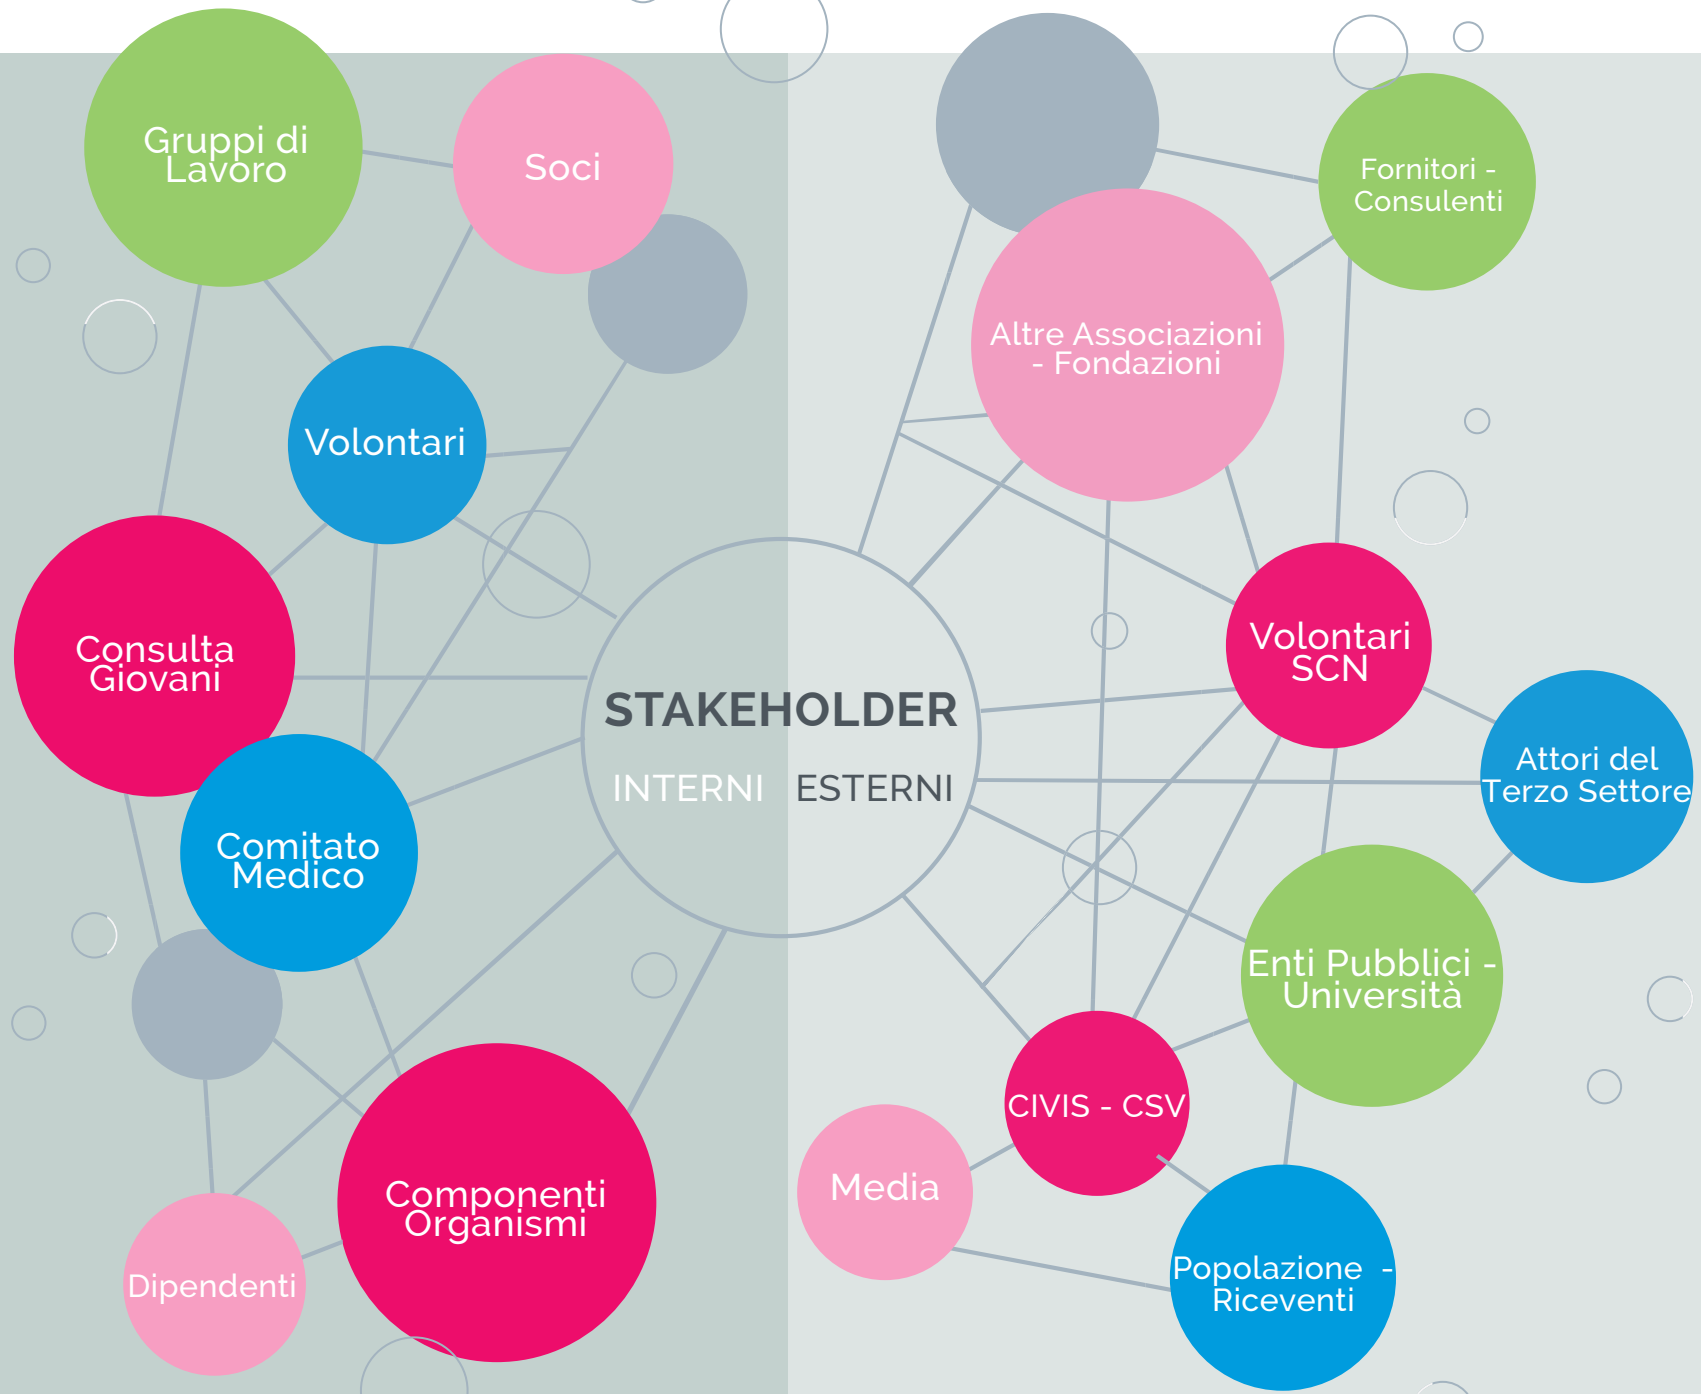 Gruppi di
Lavoro
Soci
Volontari
Consulta
Giovani
Comitato
Medico
Componenti
Organismi
Dipendenti
STAKEHOLDER
INTERNI ESTERNI
Fornitori -
Consulenti
Altre Associazioni
- Fondazioni
Volontari
SCN
Attori del
Terzo Settore
Enti Pubblici -
Università
CIVIS - CSV
Media
Popolazione -
Riceventi